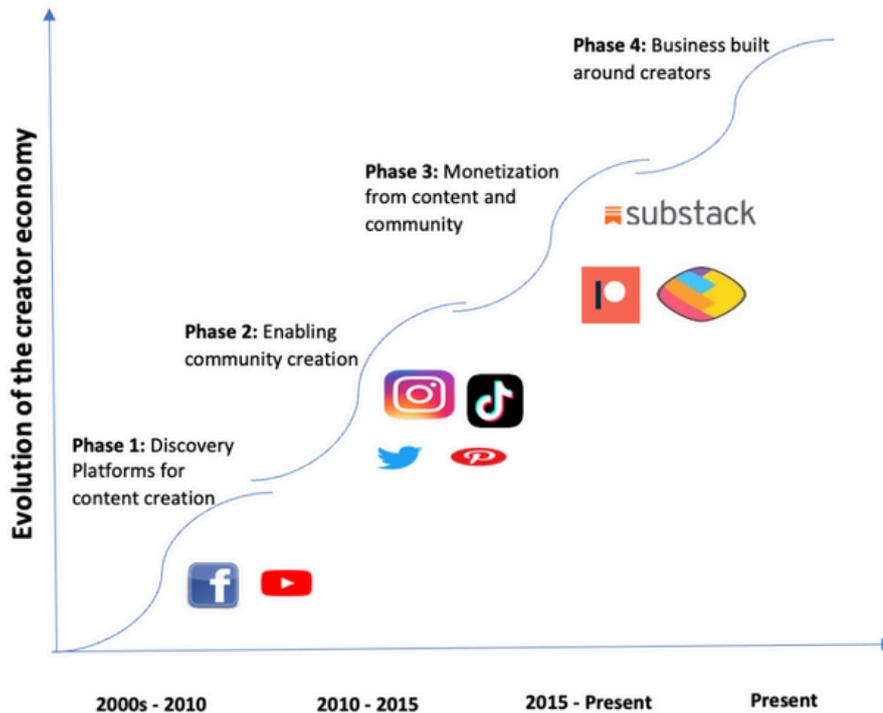 Phase 4: Business built
around creators
Phase 3: Monetization
from content and
community
substack
Phase 2: Enabling
community creation
Phase 1: Discovery
Platforms for
content creation
f
Evolution of the creator economy
2000s - 2010
2010 - 2015
2015 - Present
Present